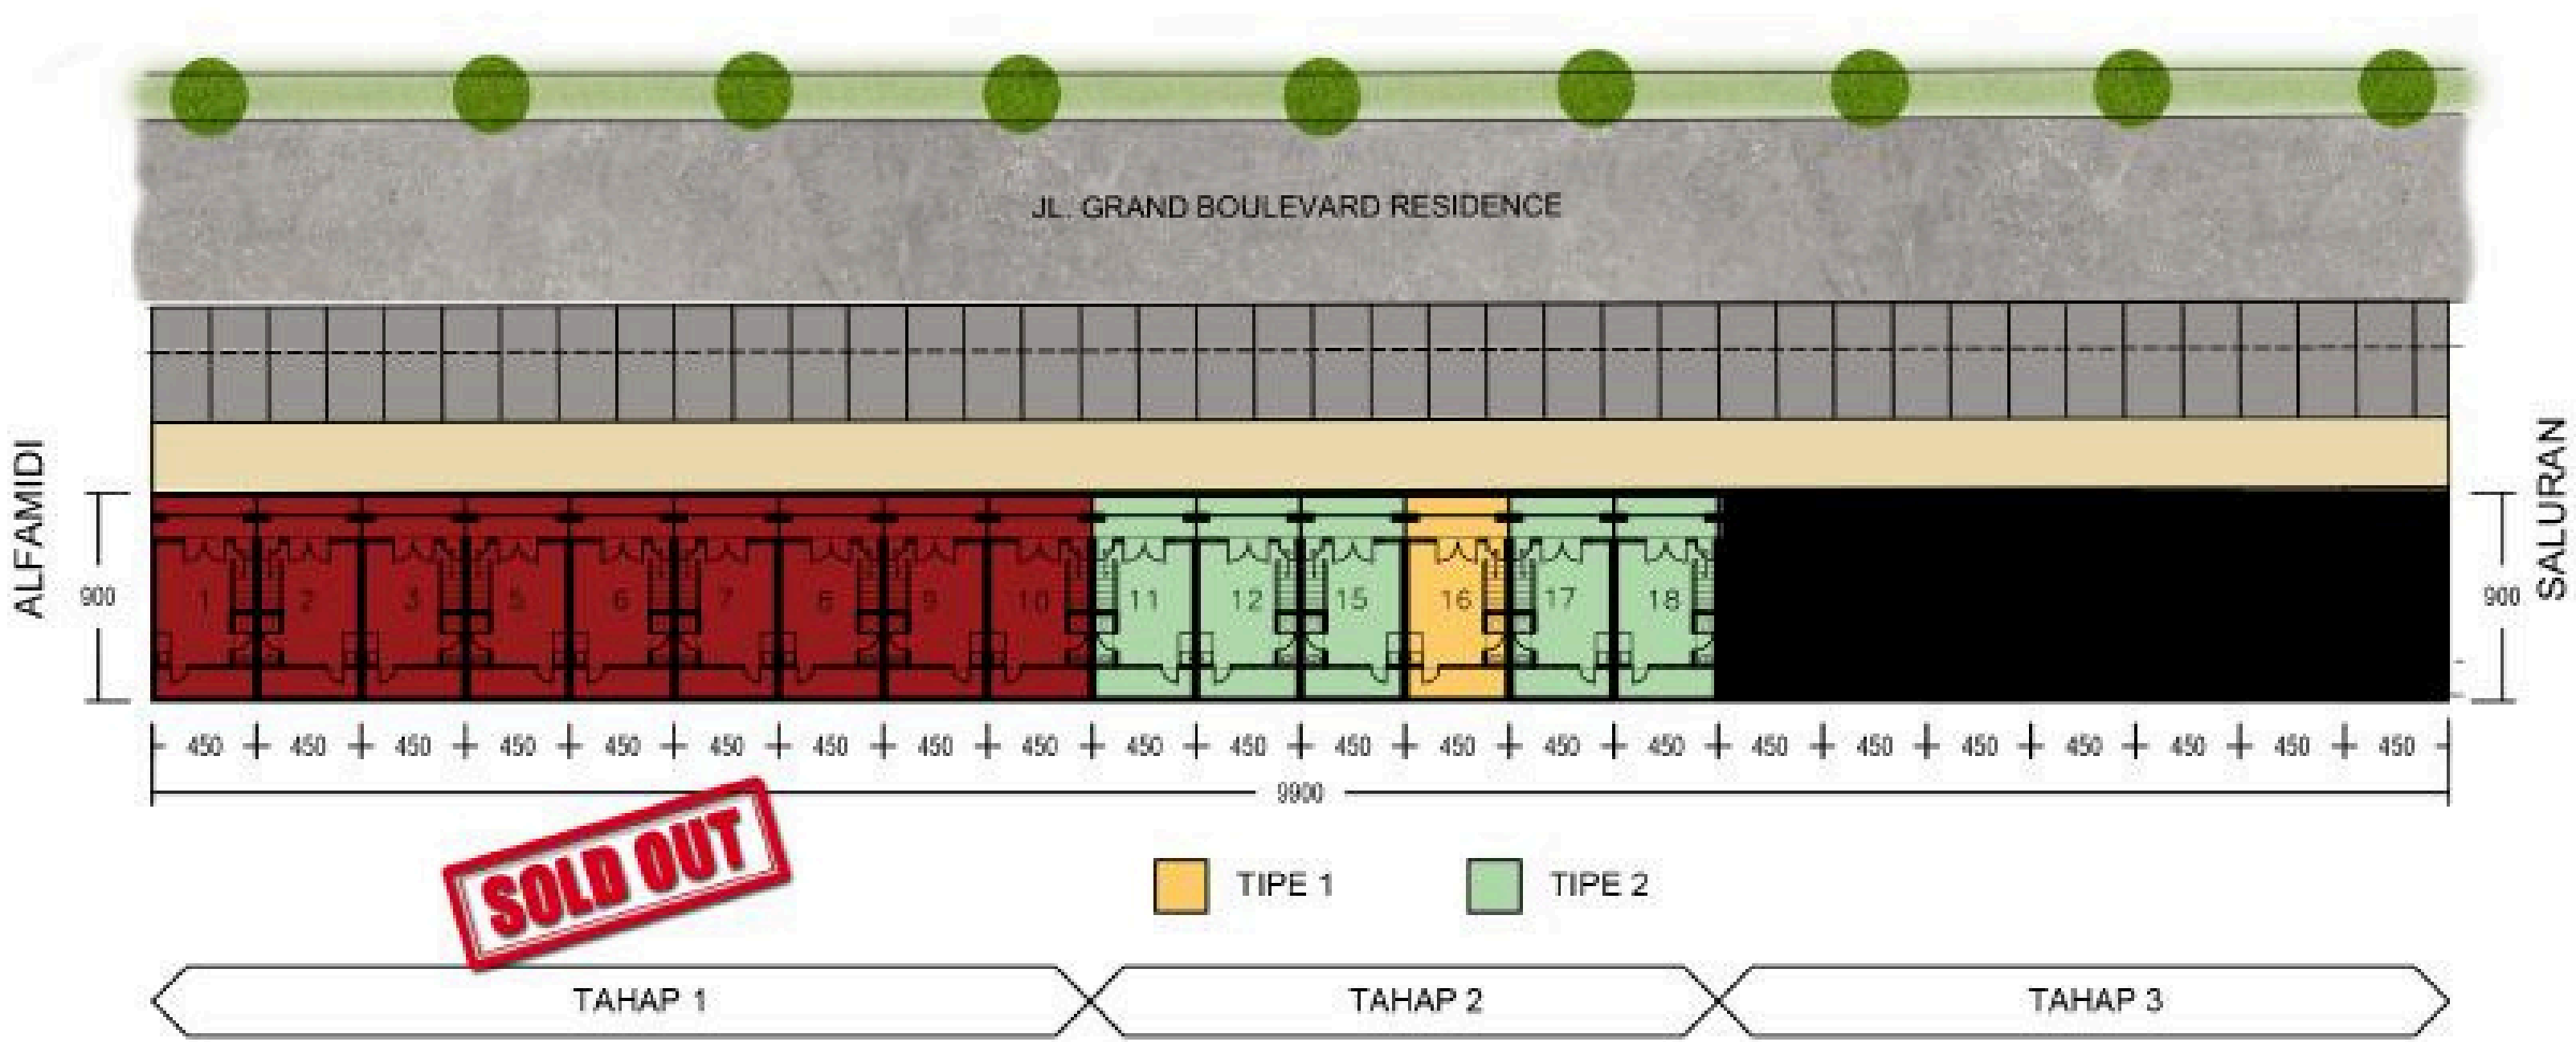 JL. GRAND BOULEVARD RESIDENCE
ALFAMIDI
SALURAN
900
1 2 3 5 6 7 8 9 10 11 12 15 16 17 18
900
450 450 450 450 450 450 450 450 450 450 450 450 450 450 450 450 450 450 450 450 450 450
9900
SOLD OUT
TIPE 1
TIPE 2
TAHAP 1
TAHAP 2
TAHAP 3